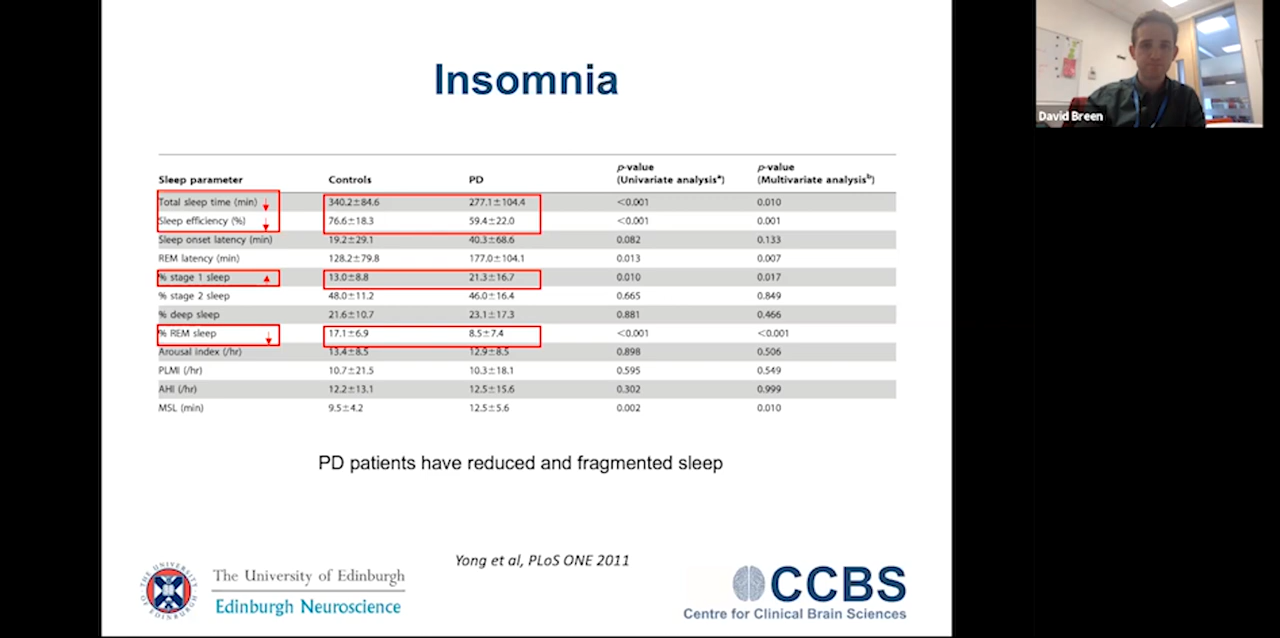 Insomnia
David Breen
Sleep parameter Controls PD p-value (Univariate analysisᵃ) p-value (Multivariate analysisᵇ)
Total sleep time (min) 340.2±84.6 277.1±104.4 <0.001 0.010
Sleep efficiency (%) 76.6±18.3 59.4±22.0 <0.001 0.001
Sleep onset latency (min) 19.2±29.1 40.3±68.6 0.082 0.133
REM latency (min) 128.2±79.8 177.0±104.1 0.013 0.007
% stage 1 sleep 13.0±8.8 21.3±16.7 0.010 0.017
% stage 2 sleep 48.0±11.2 46.0±16.4 0.665 0.849
% deep sleep 21.6±10.7 23.1±17.3 0.881 0.466
% REM sleep 17.1±6.9 8.5±7.4 <0.001 <0.001
Arousal index (/hr) 13.4±8.5 12.9±8.5 0.898 0.506
PLMI (/hr) 10.7±21.5 10.3±18.1 0.595 0.549
AHI (/hr) 12.2±13.1 12.5±15.6 0.302 0.999
MSL (min) 9.5±4.2 12.5±5.6 0.002 0.010
PD patients have reduced and fragmented sleep
Yong et al, PLoS ONE 2011
THE UNIVERSITY OF EDINBURGH
The University of Edinburgh
Edinburgh Neuroscience
CCBS
Centre for Clinical Brain Sciences